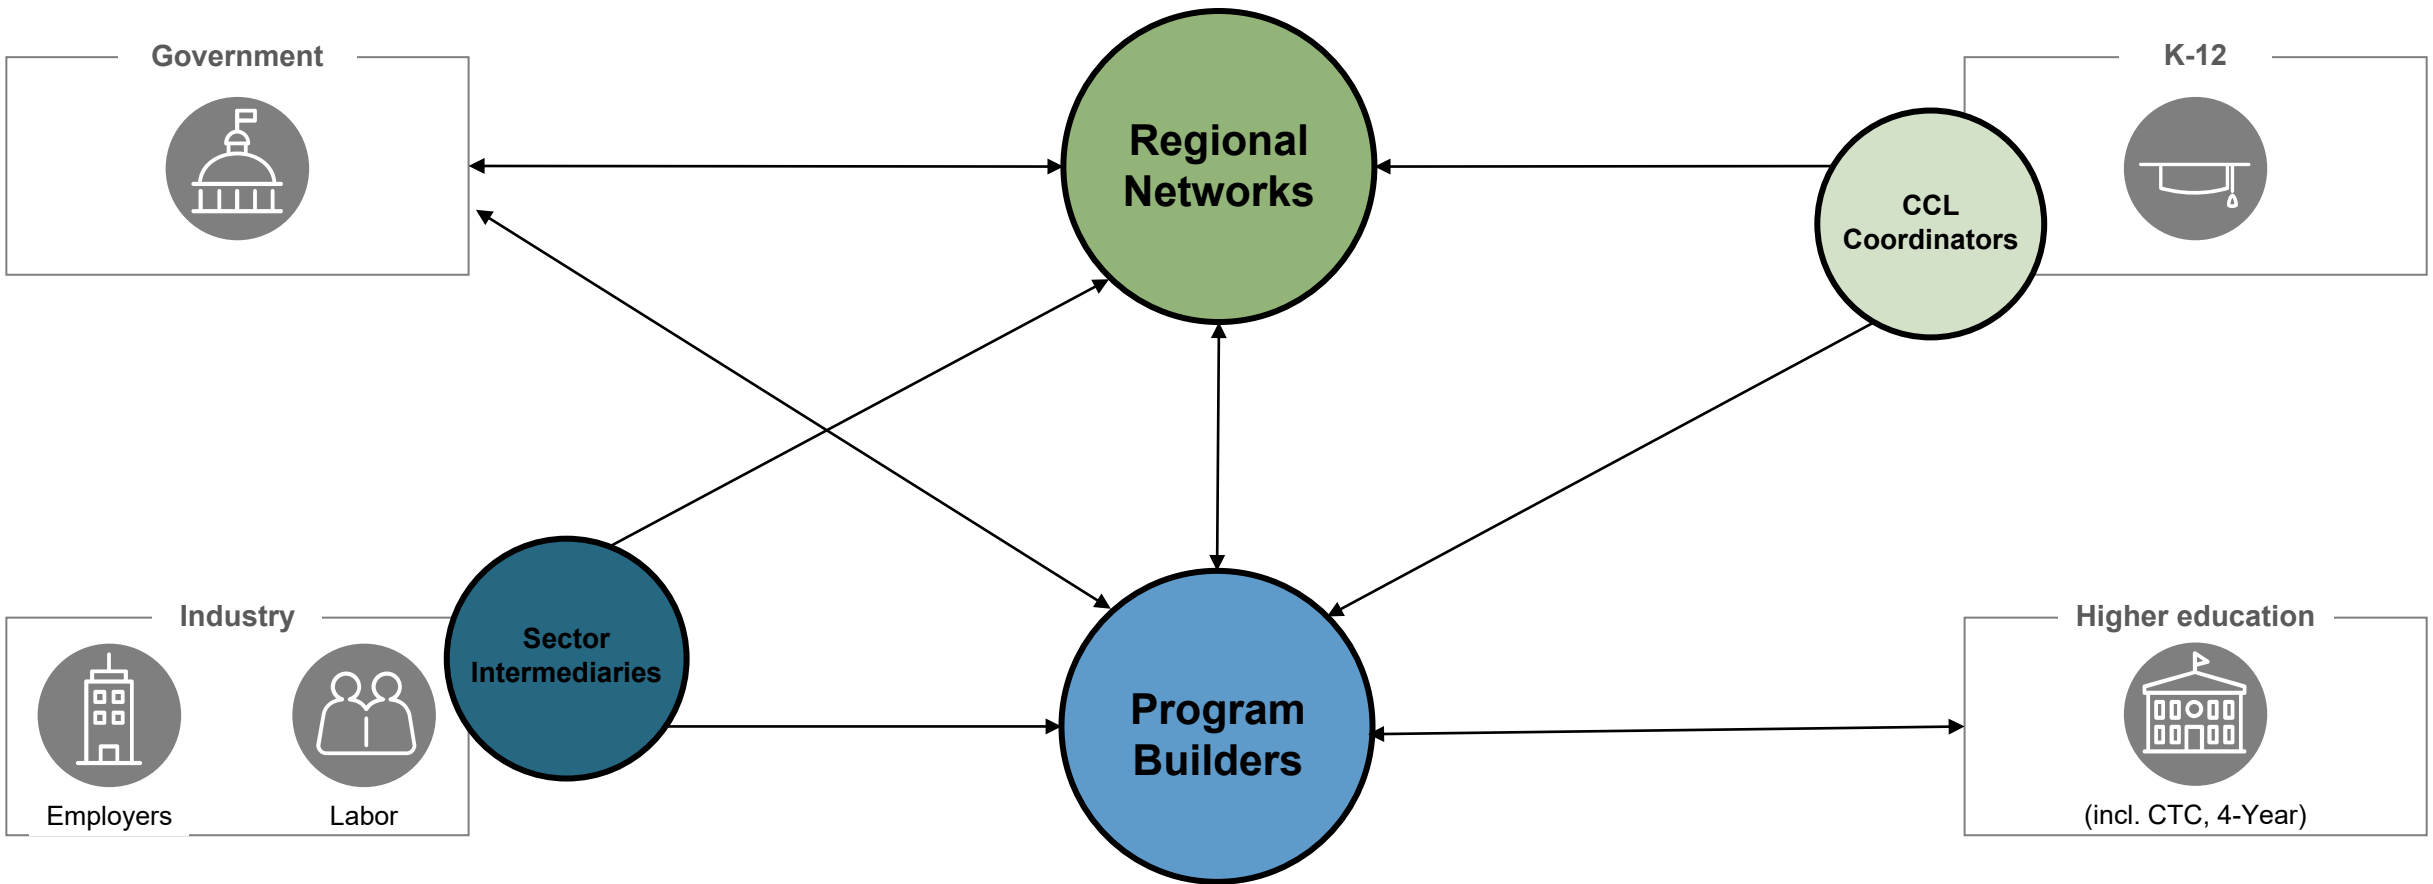 Government
Regional
Networks
K-12
CCL
Coordinators
Industry
Employers
Labor
Sector
Intermediaries
Program
Builders
Higher education
(incl. CTC, 4-Year)